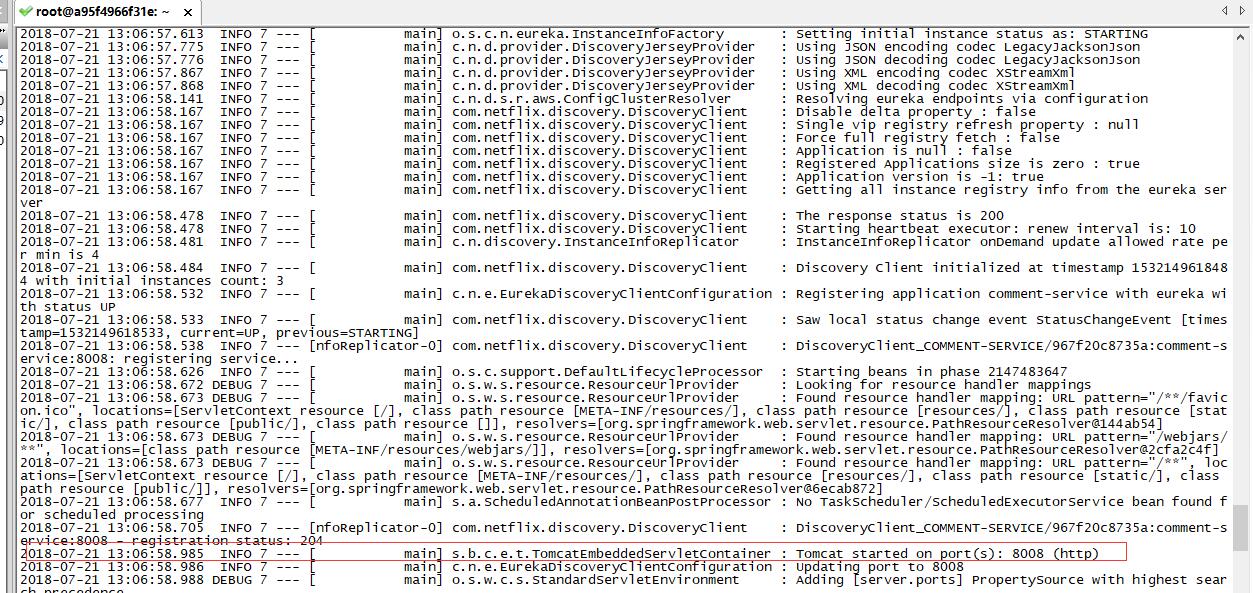 root@a95f4966f31e: ~ ×
2018-07-21 13:06:57.613  INFO 7 --- [           main] o.s.c.n.eureka.InstanceInfoFactory       : Setting initial instance status as: STARTING
2018-07-21 13:06:57.775  INFO 7 --- [           main] c.n.d.provider.DiscoveryJerseyProvider   : Using JSON encoding codec LegacyJacksonJson
2018-07-21 13:06:57.776  INFO 7 --- [           main] c.n.d.provider.DiscoveryJerseyProvider   : Using JSON decoding codec LegacyJacksonJson
2018-07-21 13:06:57.867  INFO 7 --- [           main] c.n.d.provider.DiscoveryJerseyProvider   : Using XML encoding codec XStreamXml
2018-07-21 13:06:57.868  INFO 7 --- [           main] c.n.d.provider.DiscoveryJerseyProvider   : Using XML decoding codec XStreamXml
2018-07-21 13:06:58.141  INFO 7 --- [           main] c.n.d.s.r.aws.ConfigClusterResolver      : Resolving eureka endpoints via configuration
2018-07-21 13:06:58.167  INFO 7 --- [           main] com.netflix.discovery.DiscoveryClient    : Disable delta property : false
2018-07-21 13:06:58.167  INFO 7 --- [           main] com.netflix.discovery.DiscoveryClient    : Single vip registry refresh property : null
2018-07-21 13:06:58.167  INFO 7 --- [           main] com.netflix.discovery.DiscoveryClient    : Force full registry fetch : false
2018-07-21 13:06:58.167  INFO 7 --- [           main] com.netflix.discovery.DiscoveryClient    : Application is null : false
2018-07-21 13:06:58.167  INFO 7 --- [           main] com.netflix.discovery.DiscoveryClient    : Registered Applications size is zero : true
2018-07-21 13:06:58.167  INFO 7 --- [           main] com.netflix.discovery.DiscoveryClient    : Application version is -1: true
2018-07-21 13:06:58.167  INFO 7 --- [           main] com.netflix.discovery.DiscoveryClient    : Getting all instance registry info from the eureka ser
ver
2018-07-21 13:06:58.478  INFO 7 --- [           main] com.netflix.discovery.DiscoveryClient    : The response status is 200
2018-07-21 13:06:58.478  INFO 7 --- [           main] com.netflix.discovery.DiscoveryClient    : Starting heartbeat executor: renew interval is: 10
2018-07-21 13:06:58.481  INFO 7 --- [           main] c.n.discovery.InstanceInfoReplicator     : InstanceInfoReplicator onDemand update allowed rate pe
r min is 4
2018-07-21 13:06:58.484  INFO 7 --- [           main] com.netflix.discovery.DiscoveryClient    : Discovery Client initialized at timestamp 153214961848
4 with initial instances count: 3
2018-07-21 13:06:58.532  INFO 7 --- [           main] c.n.e.EurekaDiscoveryClientConfiguration : Registering application comment-service with eureka wi
th status UP
2018-07-21 13:06:58.533  INFO 7 --- [           main] com.netflix.discovery.DiscoveryClient    : Saw local status change event StatusChangeEvent [times
tamp=1532149618533, current=UP, previous=STARTING]
2018-07-21 13:06:58.538  INFO 7 --- [nfoReplicator-0] com.netflix.discovery.DiscoveryClient    : DiscoveryClient_COMMENT-SERVICE/967f20c8735a:comment-s
ervice:8008: registering service...
2018-07-21 13:06:58.626  INFO 7 --- [           main] o.s.c.support.DefaultLifecycleProcessor  : Starting beans in phase 2147483647
2018-07-21 13:06:58.672 DEBUG 7 --- [           main] o.s.w.s.resource.ResourceUrlProvider     : Looking for resource handler mappings
2018-07-21 13:06:58.673 DEBUG 7 --- [           main] o.s.w.s.resource.ResourceUrlProvider     : Found resource handler mapping: URL pattern="/**/favic
on.ico", locations=[ServletContext resource [/], class path resource [META-INF/resources/], class path resource [resources/], class path resource [stat
ic/], class path resource [public/], class path resource []], resolvers=[org.springframework.web.servlet.resource.PathResourceResolver@144ab54]
2018-07-21 13:06:58.673 DEBUG 7 --- [           main] o.s.w.s.resource.ResourceUrlProvider     : Found resource handler mapping: URL pattern="/webjars/
**", locations=[class path resource [META-INF/resources/webjars/]], resolvers=[org.springframework.web.servlet.resource.PathResourceResolver@2cfa2c4f]
2018-07-21 13:06:58.673 DEBUG 7 --- [           main] o.s.w.s.resource.ResourceUrlProvider     : Found resource handler mapping: URL pattern="/**", loc
ations=[ServletContext resource [/], class path resource [META-INF/resources/], class path resource [resources/], class path resource [static/], class 
path resource [public/]], resolvers=[org.springframework.web.servlet.resource.PathResourceResolver@6ecab872]
2018-07-21 13:06:58.677  INFO 7 --- [           main] s.a.ScheduledAnnotationBeanPostProcessor : No TaskScheduler/ScheduledExecutorService bean found f
or scheduled processing
2018-07-21 13:06:58.705  INFO 7 --- [nfoReplicator-0] com.netflix.discovery.DiscoveryClient    : DiscoveryClient_COMMENT-SERVICE/967f20c8735a:comment-s
ervice:8008 - registration status: 204
2018-07-21 13:06:58.985  INFO 7 --- [           main] s.b.c.e.t.TomcatEmbeddedServletContainer : Tomcat started on port(s): 8008 (http)
2018-07-21 13:06:58.986  INFO 7 --- [           main] c.n.e.EurekaDiscoveryClientConfiguration : Updating port to 8008
2018-07-21 13:06:58.988 DEBUG 7 --- [           main] o.s.w.c.s.StandardServletEnvironment     : Adding [server.ports] PropertySource with highest sear
ch precedence